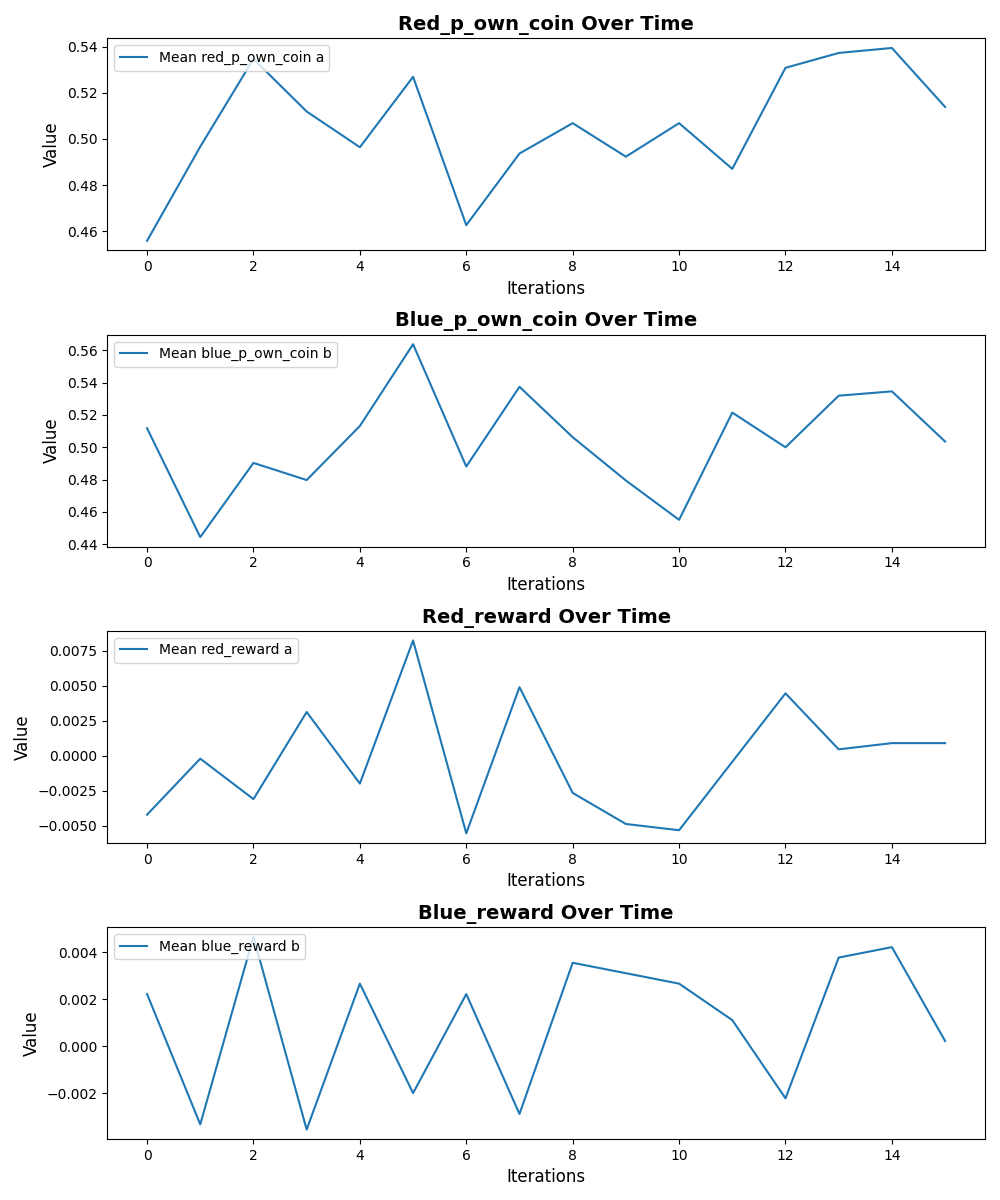 Red_p_own_coin Over Time
Mean red_p_own_coin a
0.54
0.52
0.50
0.48
0.46
Value
0 2 4 6 8 10 12 14
Iterations
Blue_p_own_coin Over Time
Mean blue_p_own_coin b
0.56
0.54
0.52
0.50
0.48
0.46
0.44
Value
0 2 4 6 8 10 12 14
Iterations
Red_reward Over Time
Mean red_reward a
0.0075
0.0050
0.0025
0.0000
−0.0025
−0.0050
Value
0 2 4 6 8 10 12 14
Iterations
Blue_reward Over Time
Mean blue_reward b
0.004
0.002
0.000
−0.002
Value
0 2 4 6 8 10 12 14
Iterations